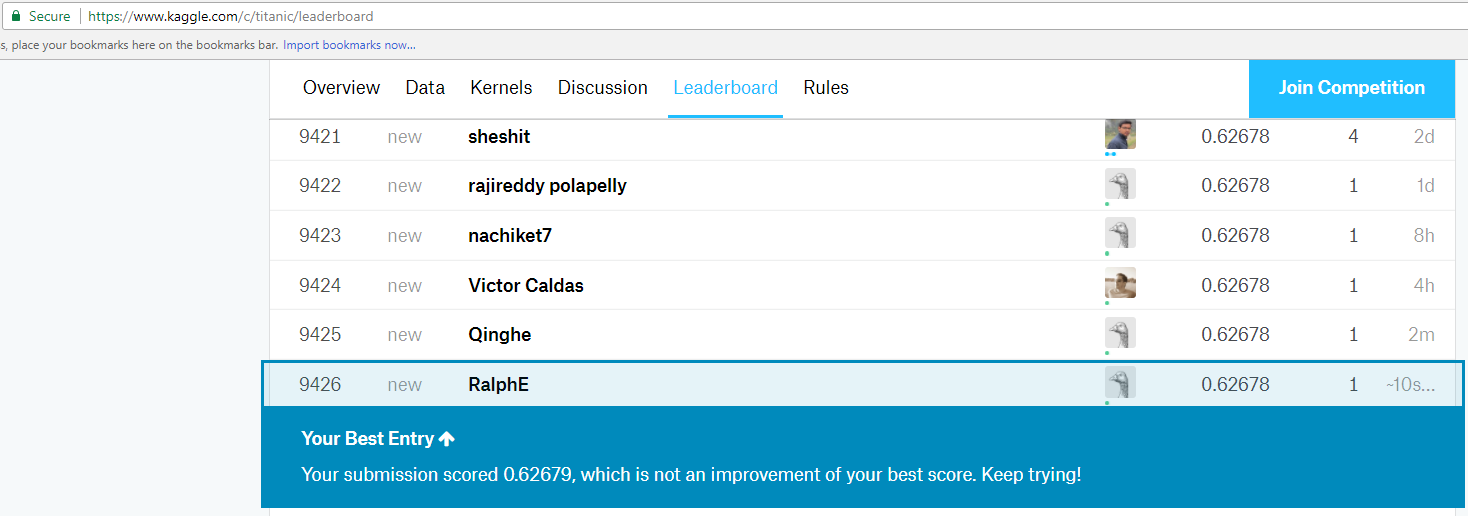 Secure https://www.kaggle.com/c/titanic/leaderboard
s, place your bookmarks here on the bookmarks bar. Import bookmarks now...
Overview Data Kernels Discussion Leaderboard Rules Join Competition
9421 new sheshit 0.62678 4 2d
9422 new rajireddy polapelly 0.62678 1 1d
9423 new nachiket7 0.62678 1 8h
9424 new Victor Caldas 0.62678 1 4h
9425 new Qinghe 0.62678 1 2m
9426 new RalphE 0.62678 1 ~10s...
Your Best Entry
Your submission scored 0.62679, which is not an improvement of your best score. Keep trying!